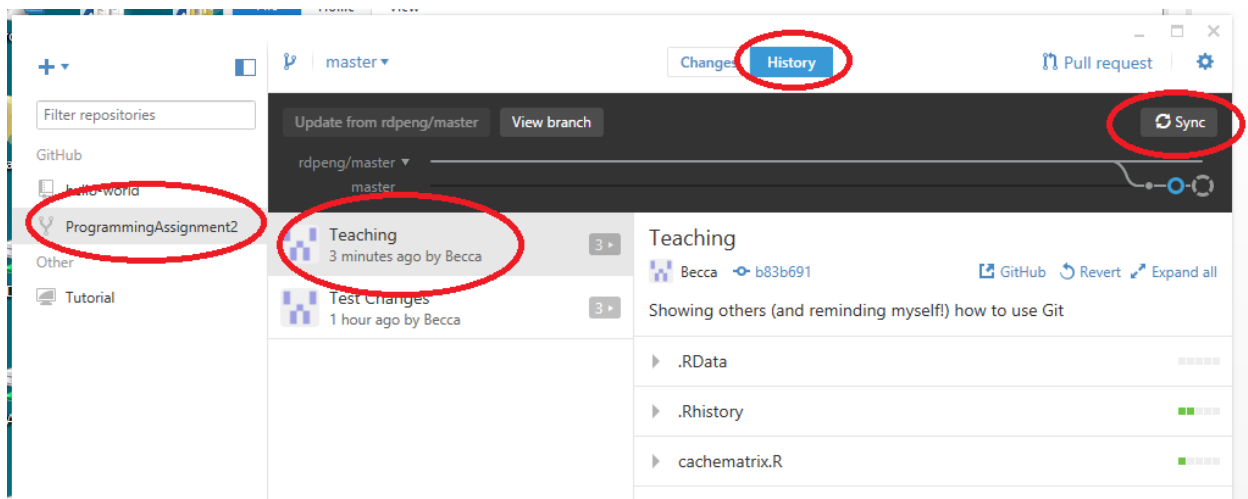 File Home View
master
Changes History
Pull request
Filter repositories
Update from rdpeng/master View branch
Sync
GitHub
rdpeng/master
master
hello-world
ProgrammingAssignment2
Other
Tutorial
Teaching
3 minutes ago by Becca
3
Test Changes
1 hour ago by Becca
3
Teaching
Becca b83b691
GitHub Revert Expand all
Showing others (and reminding myself!) how to use Git
.RData
.Rhistory
cachematrix.R